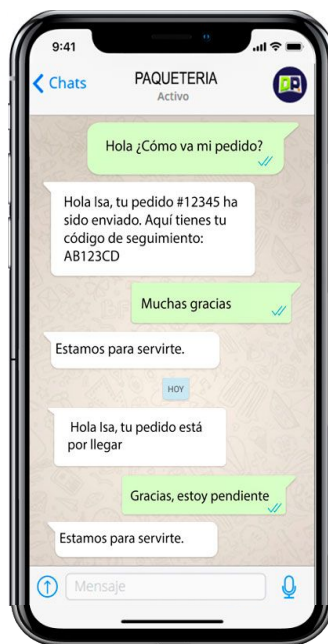 9:41
Chats
PAQUETERIA
Activo
Hola ¿Cómo va mi pedido?
Hola Isa, tu pedido #12345 ha
sido enviado. Aquí tienes tu
código de seguimiento:
AB123CD
Muchas gracias
Estamos para servirte.
HOY
Hola Isa, tu pedido está
por llegar
Gracias, estoy pendiente
Estamos para servirte.
Mensaje